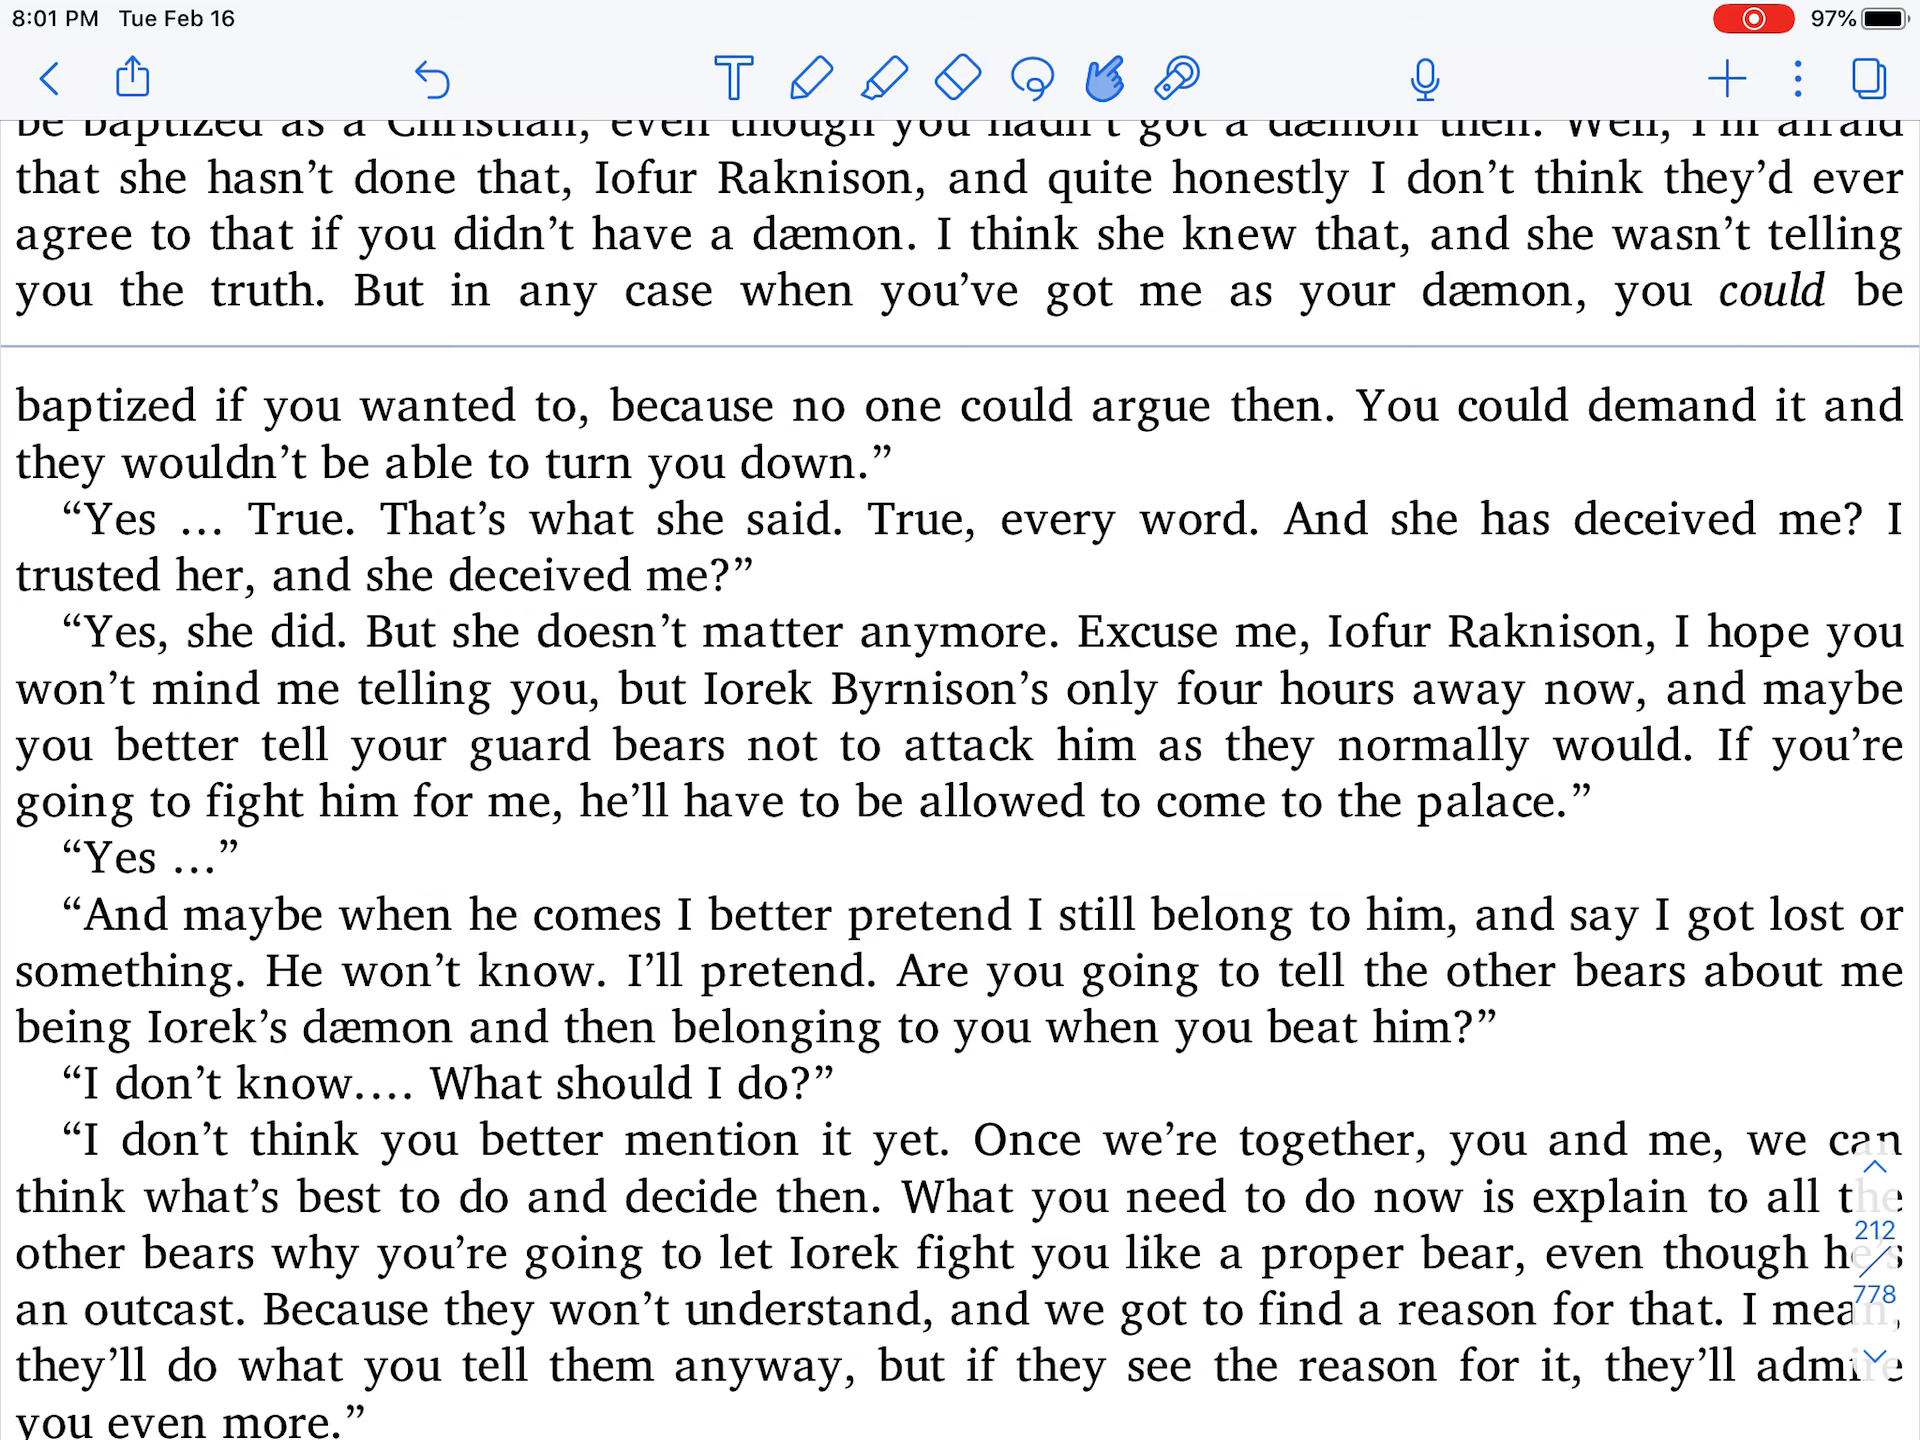 8:01 PM Tue Feb 16
97%
be baptized as a Christian, even though you hadn’t got a dæmon then. Well, I’m afraid
that she hasn’t done that, Iofur Raknison, and quite honestly I don’t think they’d ever
agree to that if you didn’t have a dæmon. I think she knew that, and she wasn’t telling
you the truth. But in any case when you’ve got me as your dæmon, you could be
baptized if you wanted to, because no one could argue then. You could demand it and
they wouldn’t be able to turn you down.”
“Yes … True. That’s what she said. True, every word. And she has deceived me? I
trusted her, and she deceived me?”
“Yes, she did. But she doesn’t matter anymore. Excuse me, Iofur Raknison, I hope you
won’t mind me telling you, but Iorek Byrnison’s only four hours away now, and maybe
you better tell your guard bears not to attack him as they normally would. If you’re
going to fight him for me, he’ll have to be allowed to come to the palace.”
“Yes …”
“And maybe when he comes I better pretend I still belong to him, and say I got lost or
something. He won’t know. I’ll pretend. Are you going to tell the other bears about me
being Iorek’s dæmon and then belonging to you when you beat him?”
“I don’t know.… What should I do?”
“I don’t think you better mention it yet. Once we’re together, you and me, we can
think what’s best to do and decide then. What you need to do now is explain to all the
other bears why you’re going to let Iorek fight you like a proper bear, even though he’s
an outcast. Because they won’t understand, and we got to find a reason for that. I mean,
they’ll do what you tell them anyway, but if they see the reason for it, they’ll admire
you even more.”
212
778